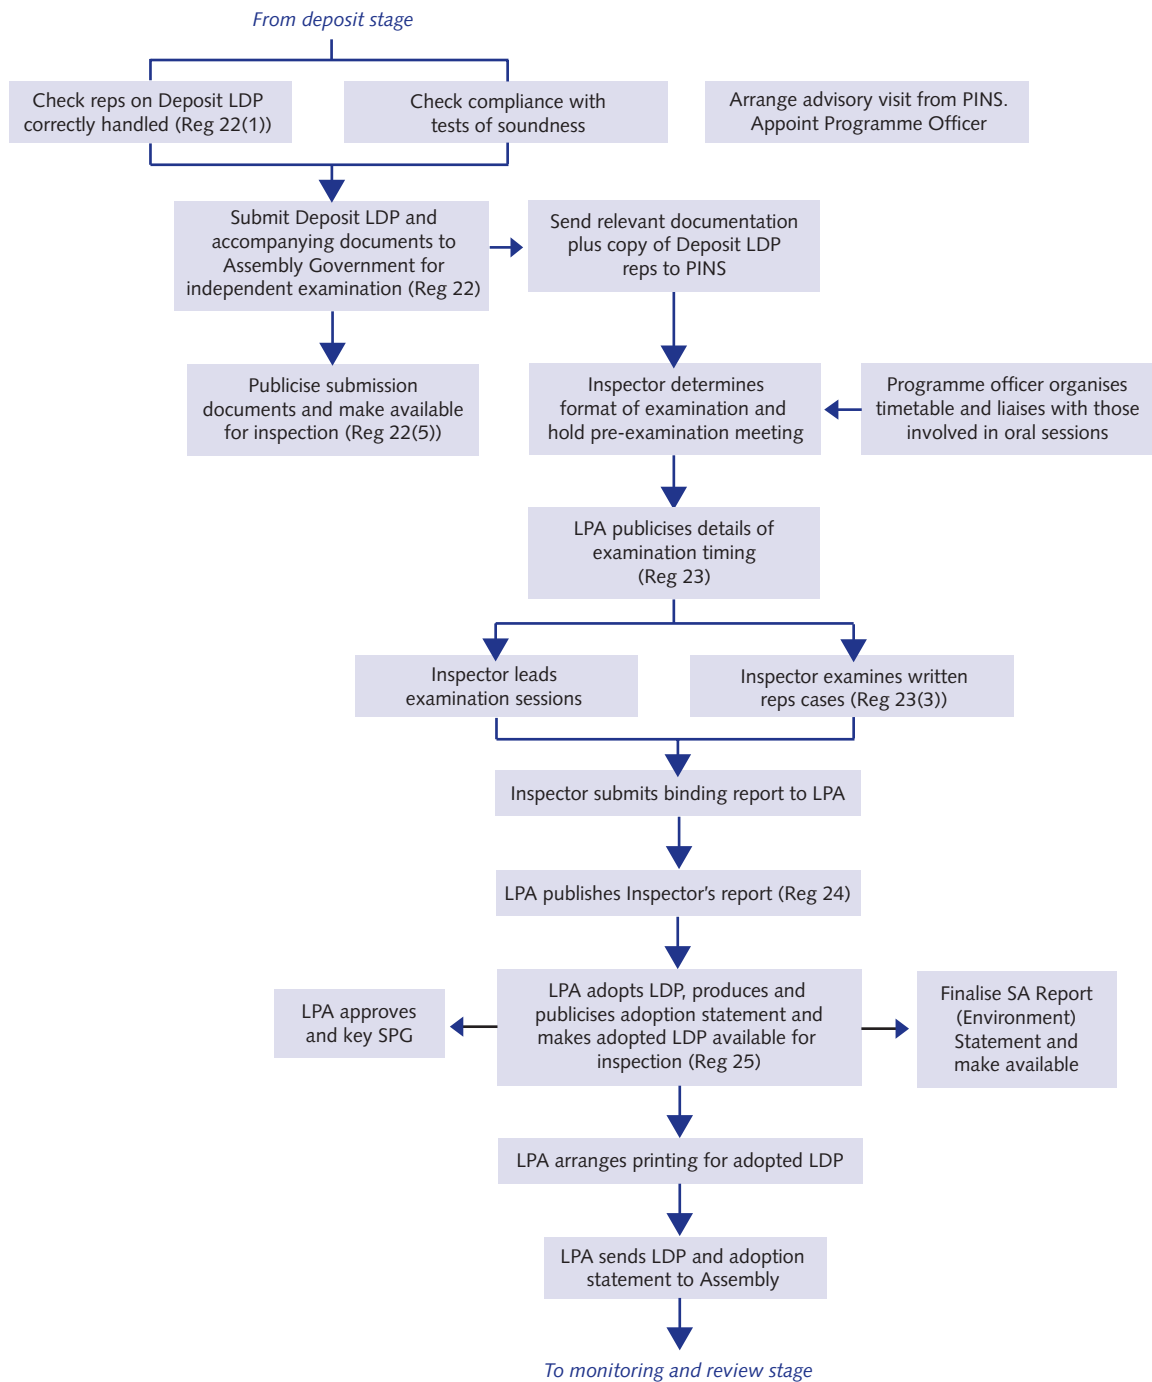 From deposit stage
Check reps on Deposit LDP
correctly handled (Reg 22(1))
Check compliance with
tests of soundness
Arrange advisory visit from PINS.
Appoint Programme Officer
Submit Deposit LDP and
accompanying documents to
Assembly Government for
independent examination (Reg 22)
Send relevant documentation
plus copy of Deposit LDP
reps to PINS
Publicise submission
documents and make available
for inspection (Reg 22(5))
Inspector determines
format of examination and
hold pre-examination meeting
Programme officer organises
timetable and liaises with those
involved in oral sessions
LPA publicises details of
examination timing
(Reg 23)
Inspector leads
examination sessions
Inspector examines written
reps cases (Reg 23(3))
Inspector submits binding report to LPA
LPA publishes Inspector’s report (Reg 24)
LPA approves
and key SPG
LPA adopts LDP, produces and
publicises adoption statement and
makes adopted LDP available for
inspection (Reg 25)
Finalise SA Report
(Environment)
Statement and
make available
LPA arranges printing for adopted LDP
LPA sends LDP and adoption
statement to Assembly
To monitoring and review stage